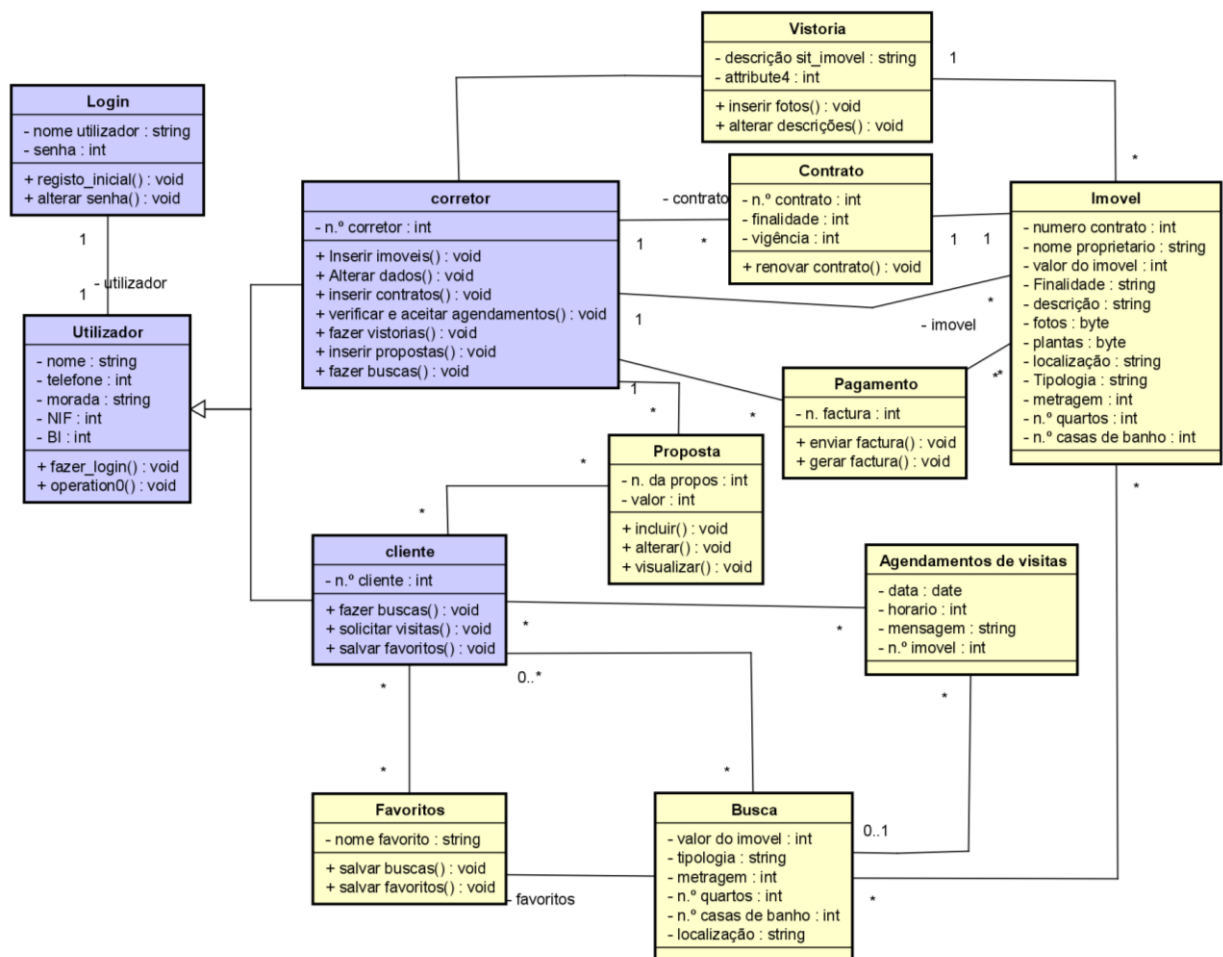 Vistoria
- descrição sit_imovel : string
- attribute4 : int
+ inserir fotos() : void
+ alterar descrições() : void
1
*
Login
- nome utilizador : string
- senha : int
+ registo_inicial() : void
+ alterar senha() : void
1
- utilizador
1
Utilizador
- nome : string
- telefone : int
- morada : string
- NIF : int
- BI : int
+ fazer_login() : void
+ operation0() : void
corretor
- n.º corretor : int
+ Inserir imoveis() : void
+ Alterar dados() : void
+ inserir contratos() : void
+ verificar e aceitar agendamentos() : void
+ fazer vistorias() : void
+ inserir propostas() : void
+ fazer buscas() : void
- contrato
1
*
Contrato
- n.º contrato : int
- finalidade : int
- vigência : int
+ renovar contrato() : void
1
1
Imovel
- numero contrato : int
- nome proprietario : string
- valor do imovel : int
- Finalidade : string
- descrição : string
- fotos : byte
- plantas : byte
- localização : string
- Tipologia : string
- metragem : int
- n.º quartos : int
- n.º casas de banho : int
1
*
- imovel
Pagamento
- n. factura : int
+ enviar factura() : void
+ gerar factura() : void
*
**
1
*
Proposta
- n. da propos : int
- valor : int
+ incluir() : void
+ alterar() : void
+ visualizar() : void
*
*
cliente
- n.º cliente : int
+ fazer buscas() : void
+ solicitar visitas() : void
+ salvar favoritos() : void
*
*
Agendamentos de visitas
- data : date
- horario : int
- mensagem : string
- n.º imovel : int
*
0..1
0..*
*
*
*
Favoritos
- nome favorito : string
+ salvar buscas() : void
+ salvar favoritos() : void
- favoritos
Busca
- valor do imovel : int
- tipologia : string
- metragem : int
- n.º quartos : int
- n.º casas de banho : int
- localização : string
*
*